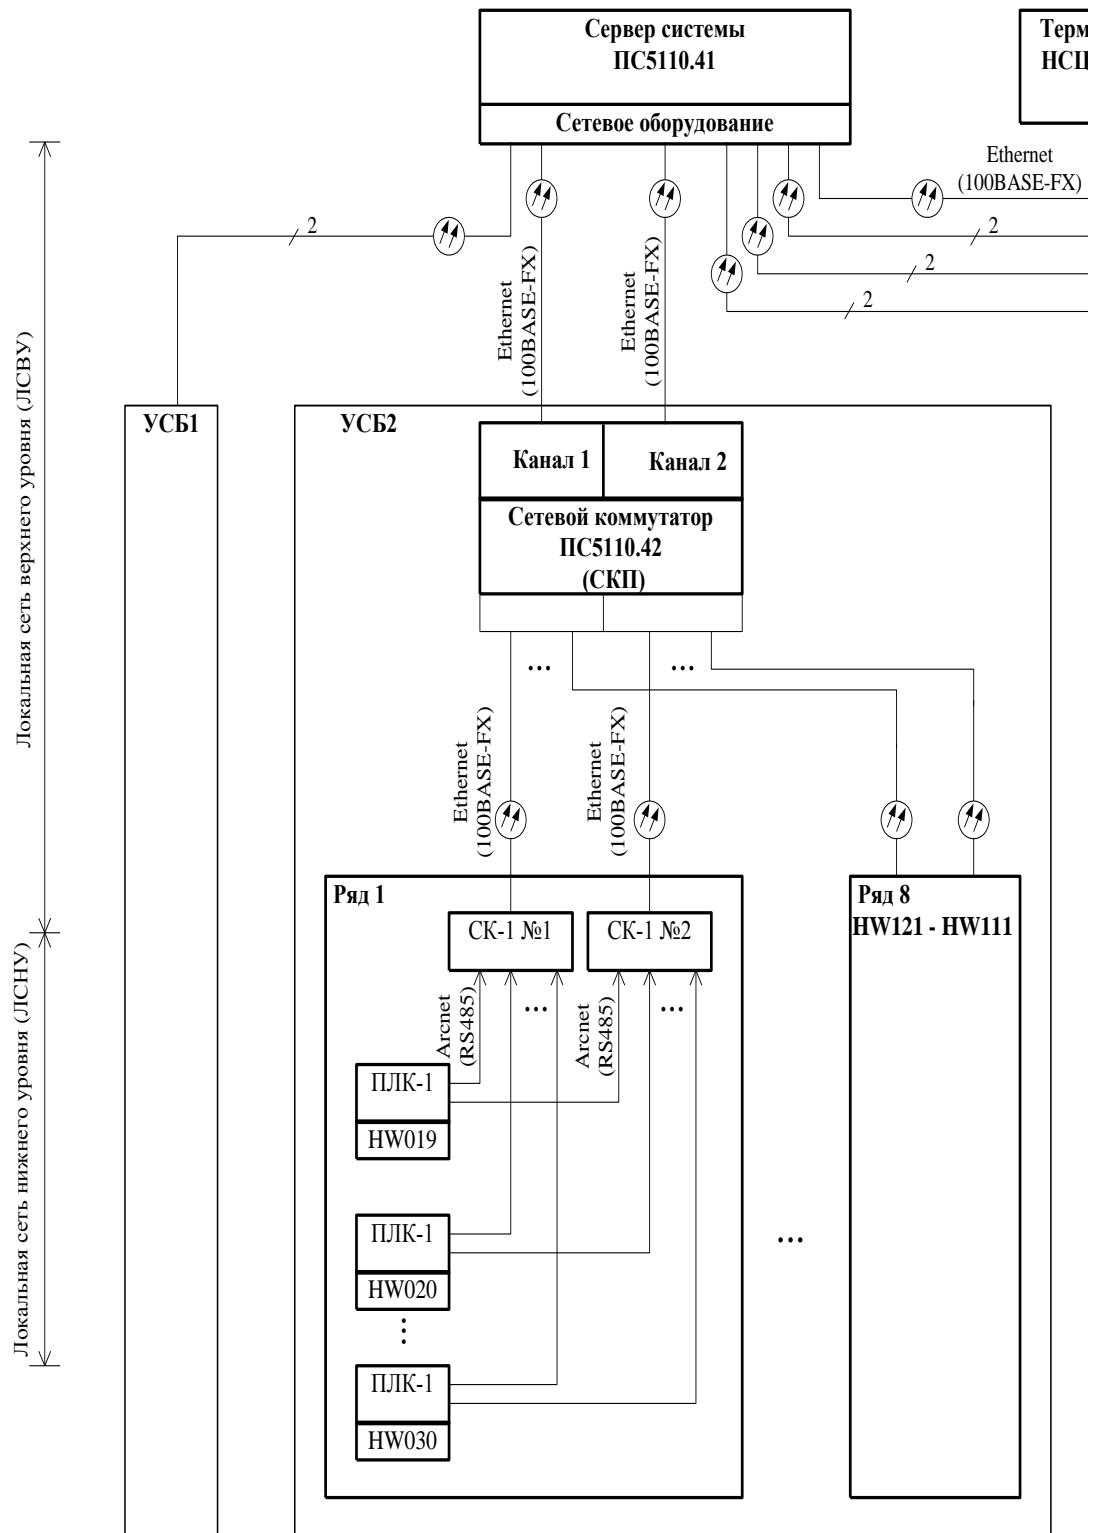 Сервер системы
ПС5110.41
Сетевое оборудование
Терм
НСЦ
Ethernet
(100BASE-FX)
2
2
2
2
Ethernet
(100BASE-FX)
Ethernet
(100BASE-FX)
Локальная сеть верхнего уровня (ЛСВУ)
УСБ1
УСБ2
Канал 1
Канал 2
Сетевой коммутатор
ПС5110.42
(СКП)
...
...
Ethernet
(100BASE-FX)
Ethernet
(100BASE-FX)
Ряд 1
СК-1 №1
СК-1 №2
Ряд 8
HW121 - HW111
Локальная сеть нижнего уровня (ЛСНУ)
Arcnet
(RS485)
...
Arcnet
(RS485)
...
ПЛК-1
HW019
ПЛК-1
HW020
...
...
ПЛК-1
HW030